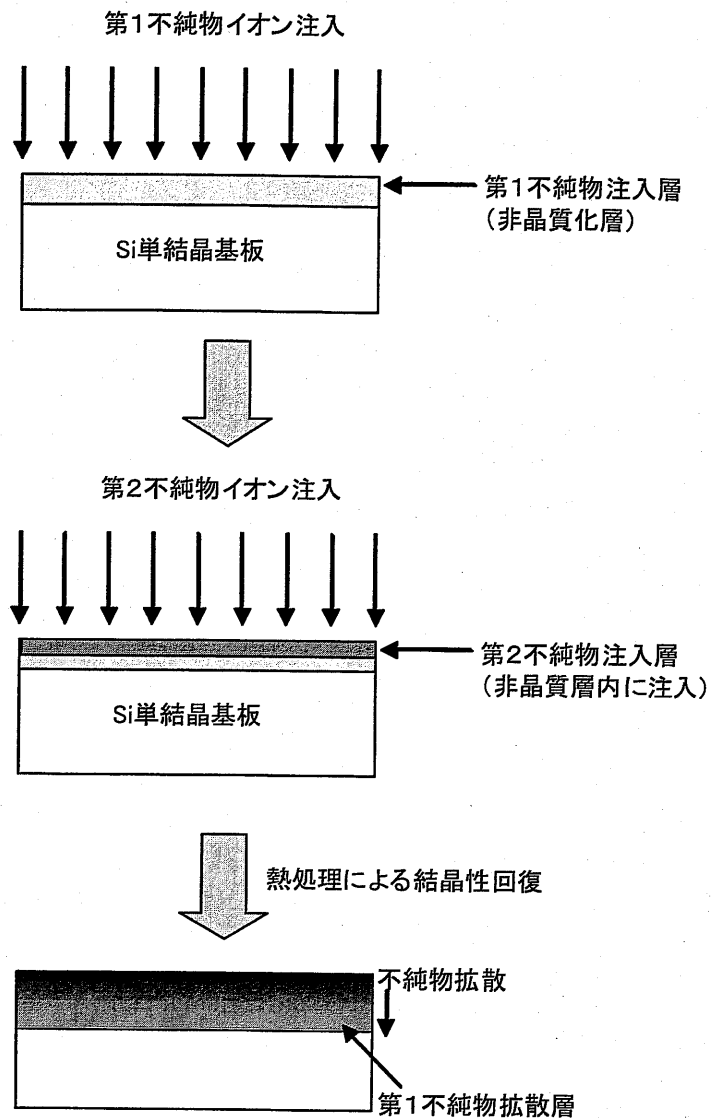 第1不純物イオン注入
第1不純物注入層
(非晶質化層)
Si単結晶基板
第2不純物イオン注入
第2不純物注入層
(非晶質層内に注入)
Si単結晶基板
熱処理による結晶性回復
不純物拡散
第1不純物拡散層